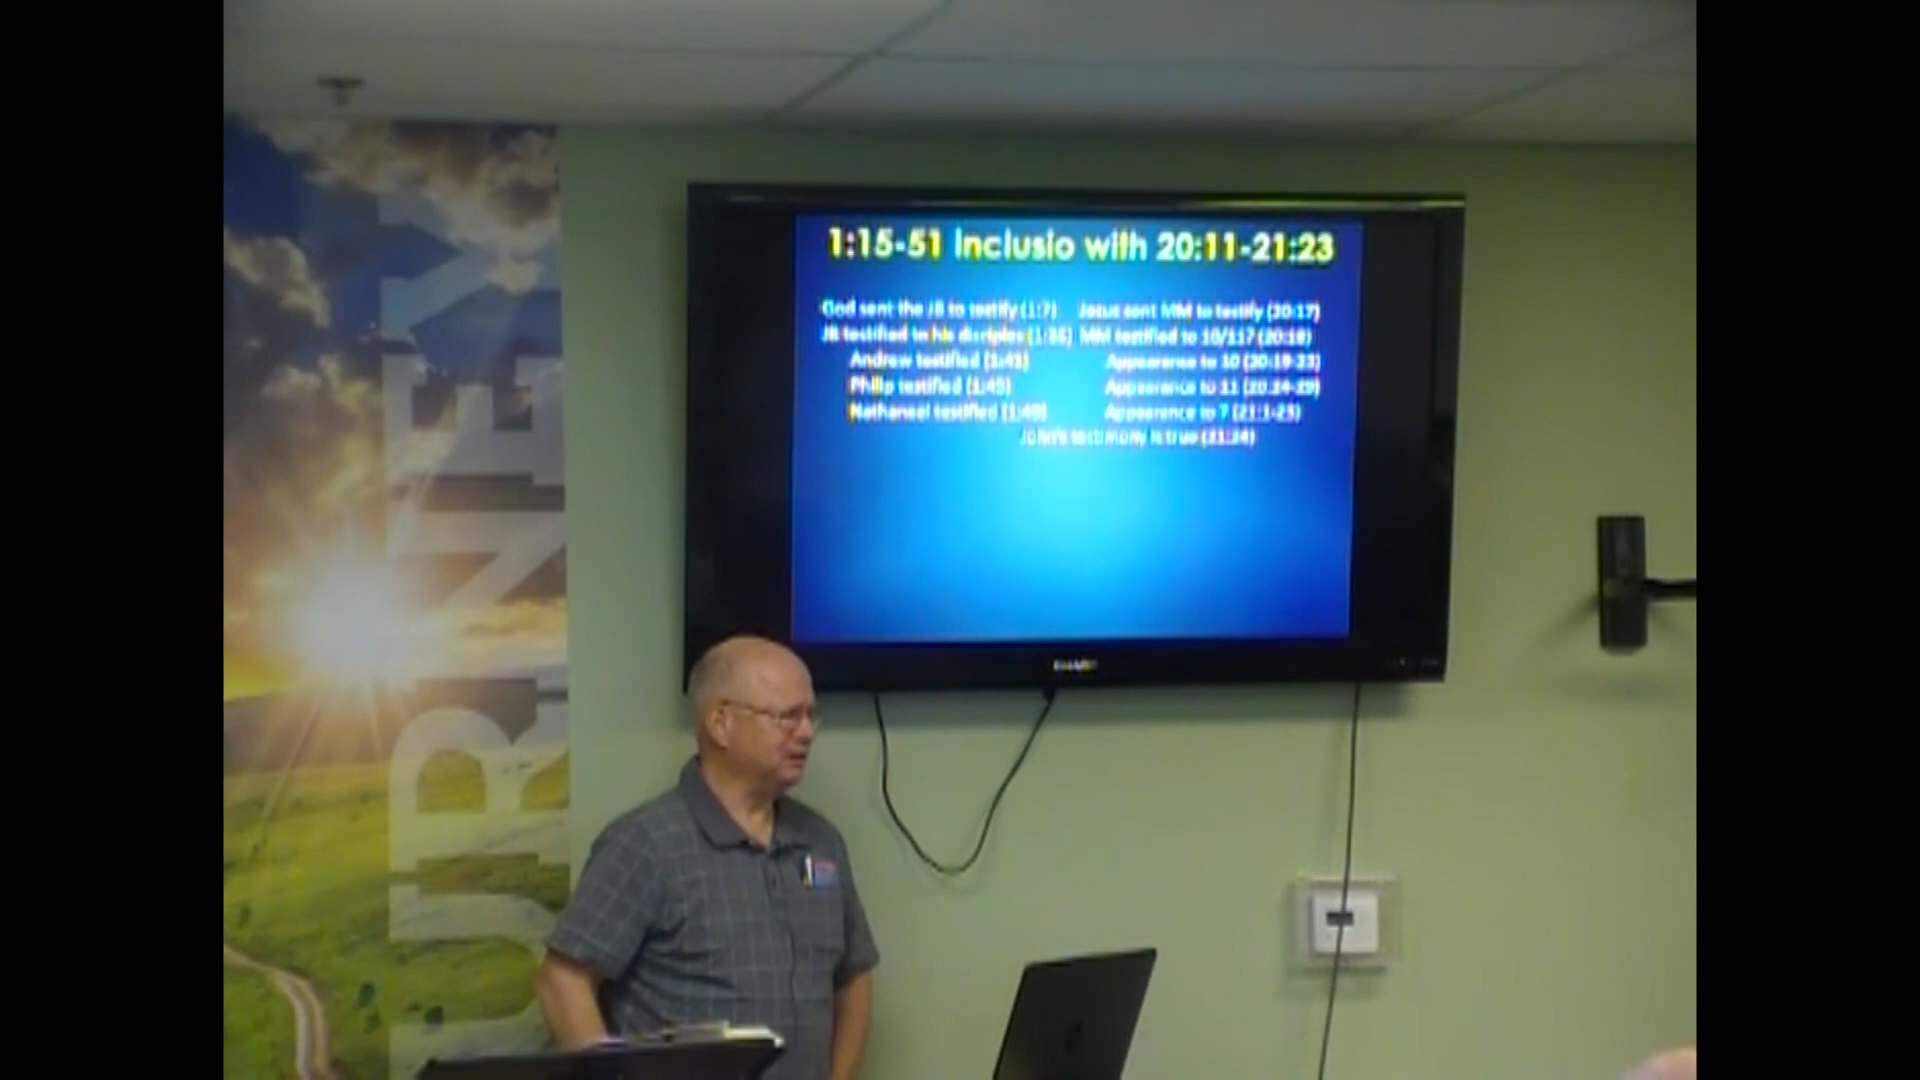 1:15-51 Inclusio with 20:11-21:23
God sent the JB to testify (1:7) Jesus sent MM to testify (20:17)
JB testified to his disciples (1:35) MM testified to 10/11? (20:18)
Andrew testified (1:41) Appearance to 10 (20:19-23)
Philip testified (1:45) Appearance to 11 (20:24-29)
Nathanael testified (1:49) Appearance to 7 (21:1-23)
John's testimony is true (21:24)
SHARP
URNEY